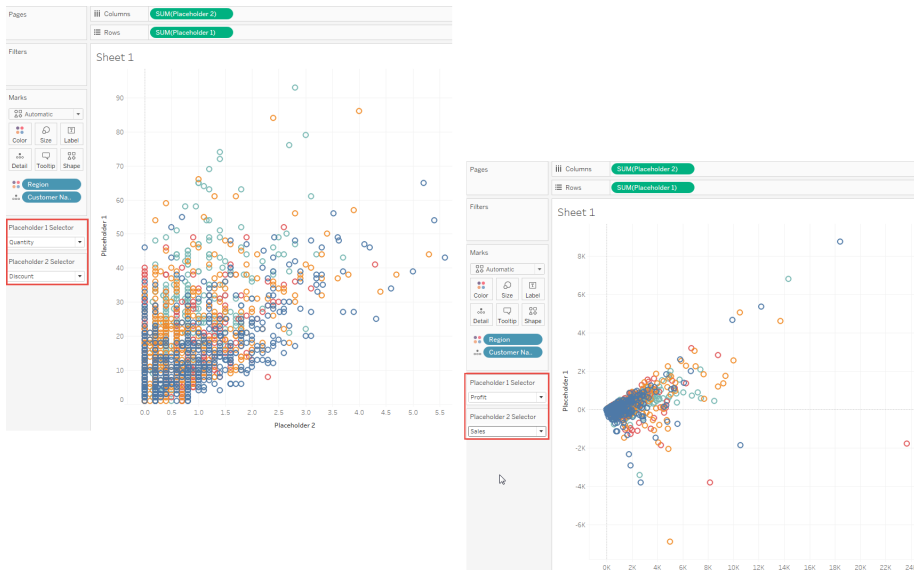 Pages
Columns
SUM(Placeholder 2)
Rows
SUM(Placeholder 1)
Filters
Sheet 1
Marks
Automatic
Color
Size
Label
Detail
Tooltip
Shape
Region
Customer Na..
Placeholder 1 Selector
Quantity
Placeholder 2 Selector
Discount
Placeholder 1
90
80
70
60
50
40
30
20
10
0
0.0 0.5 1.0 1.5 2.0 2.5 3.0 3.5 4.0 4.5 5.0 5.5
Placeholder 2
Pages
Columns
SUM(Placeholder 2)
Rows
SUM(Placeholder 1)
Filters
Sheet 1
Marks
Automatic
Color
Size
Label
Detail
Tooltip
Shape
Region
Customer Na..
Placeholder 1 Selector
Profit
Placeholder 2 Selector
Sales
Placeholder 1
8K
6K
4K
2K
0K
-2K
-4K
-6K
0K 2K 4K 6K 8K 10K 12K 14K 16K 18K 20K 22K